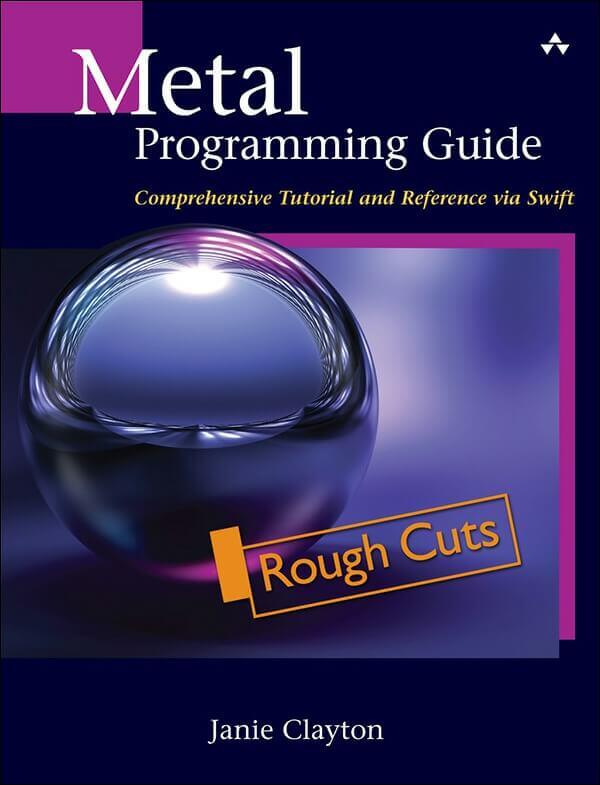 Metal
Programming Guide
Comprehensive Tutorial and Reference via Swift
Rough Cuts
Janie Clayton